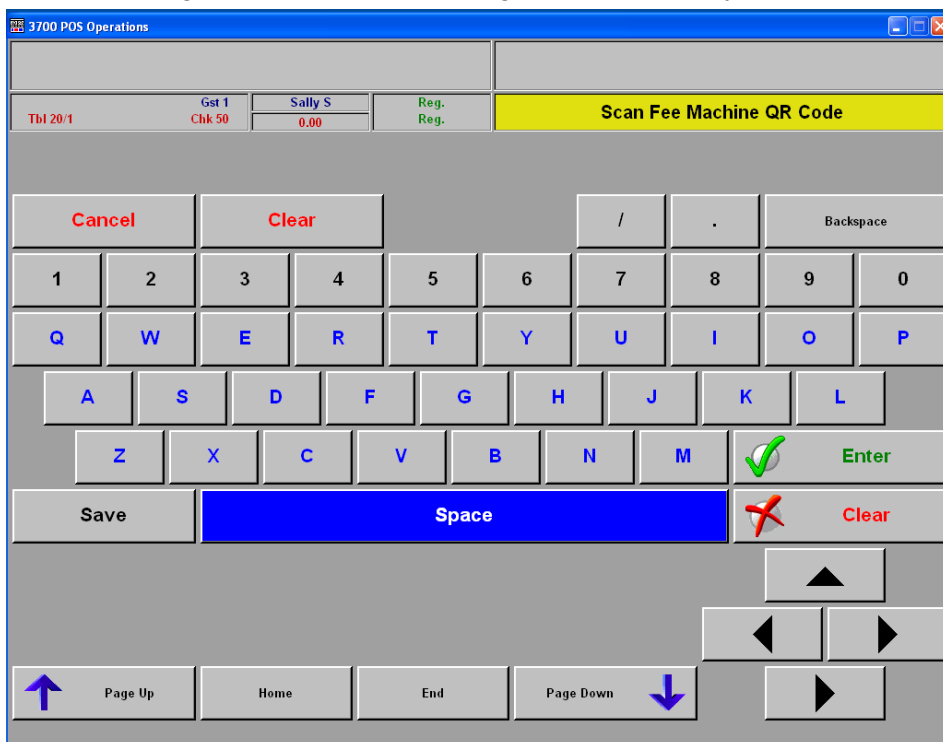 3700 POS Operations
Gst 1 Sally S Reg.
Tbl 20/1 Chk 50 0.00 Reg.
Scan Fee Machine QR Code
Cancel Clear / . Backspace
1 2 3 4 5 6 7 8 9 0
Q W E R T Y U I O P
A S D F G H J K L
Z X C V B N M Enter
Save Space Clear
Page Up Home End Page Down